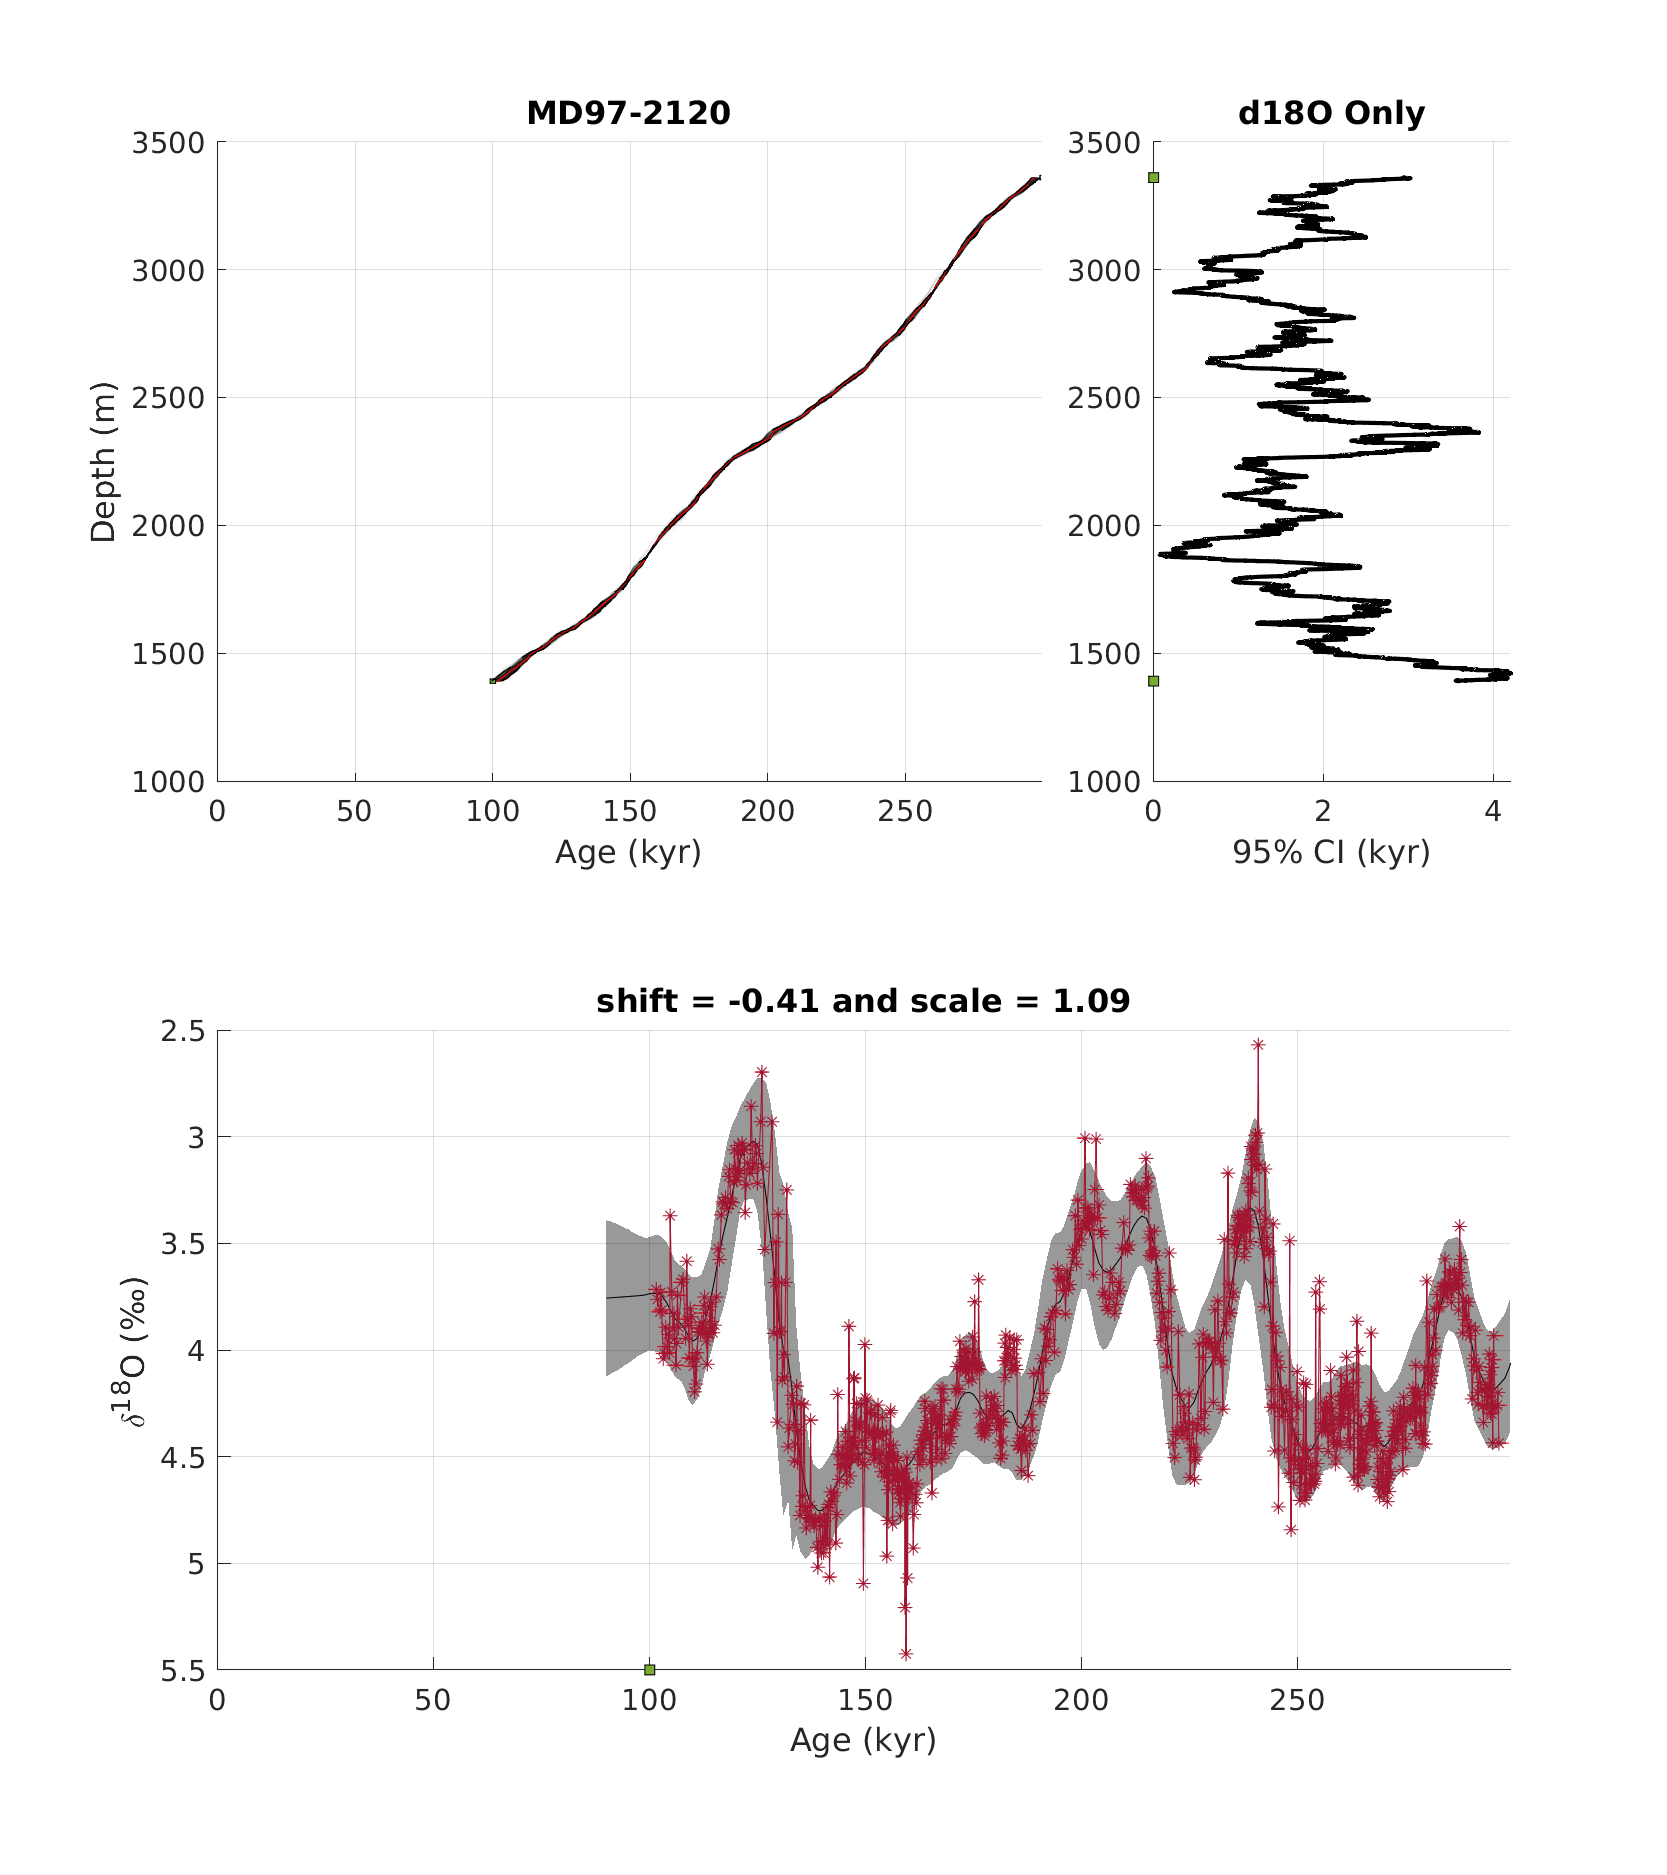 MD97-2120
d18O Only
3500
3000
2500
2000
1500
1000
Depth (m)
0 50 100 150 200 250
Age (kyr)
3500
3000
2500
2000
1500
1000
0 2 4
95% CI (kyr)
shift = -0.41 and scale = 1.09
2.5
3
3.5
4
4.5
5
5.5
δ18O (‰)
0 50 100 150 200 250
Age (kyr)